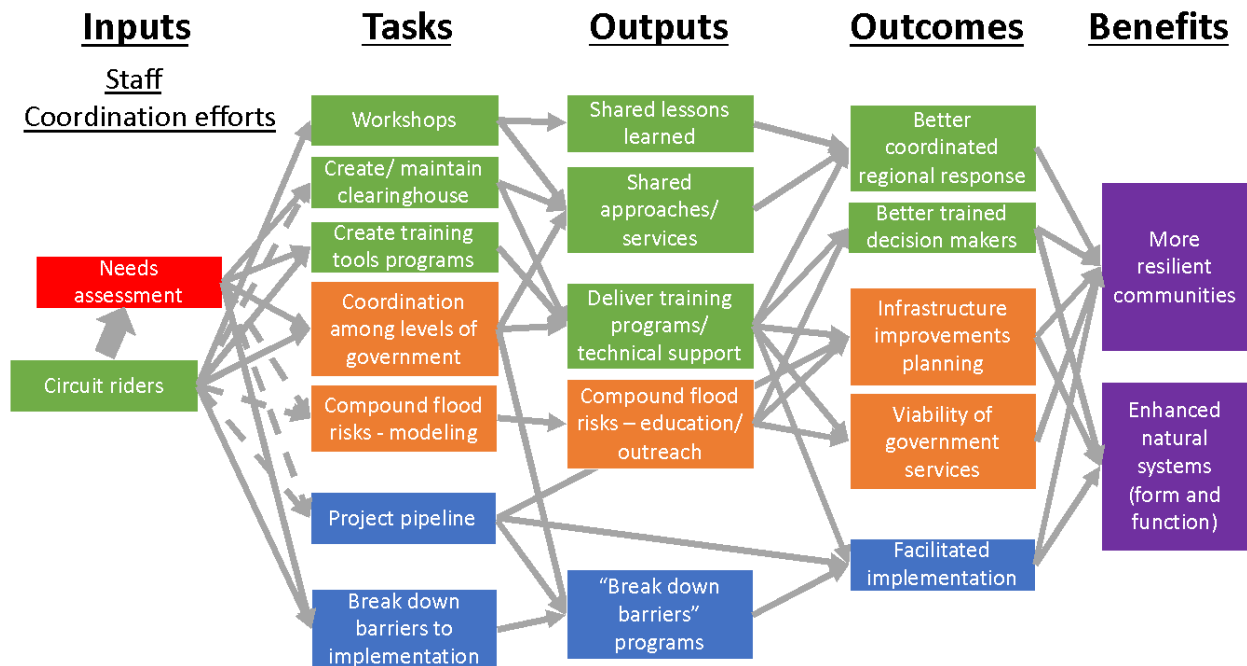 Inputs
Tasks
Outputs
Outcomes
Benefits
Staff
Coordination efforts
Needs
assessment
Circuit riders
Workshops
Create/ maintain
clearinghouse
Create training
tools programs
Coordination
among levels of
government
Compound flood
risks - modeling
Project pipeline
Break down
barriers to
implementation
Shared lessons
learned
Shared
approaches/
services
Deliver training
programs/
technical support
Compound flood
risks – education/
outreach
“Break down
barriers”
programs
Better
coordinated
regional response
Better trained
decision makers
Infrastructure
improvements
planning
Viability of
government
services
Facilitated
implementation
More
resilient
communities
Enhanced
natural
systems
(form and
function)